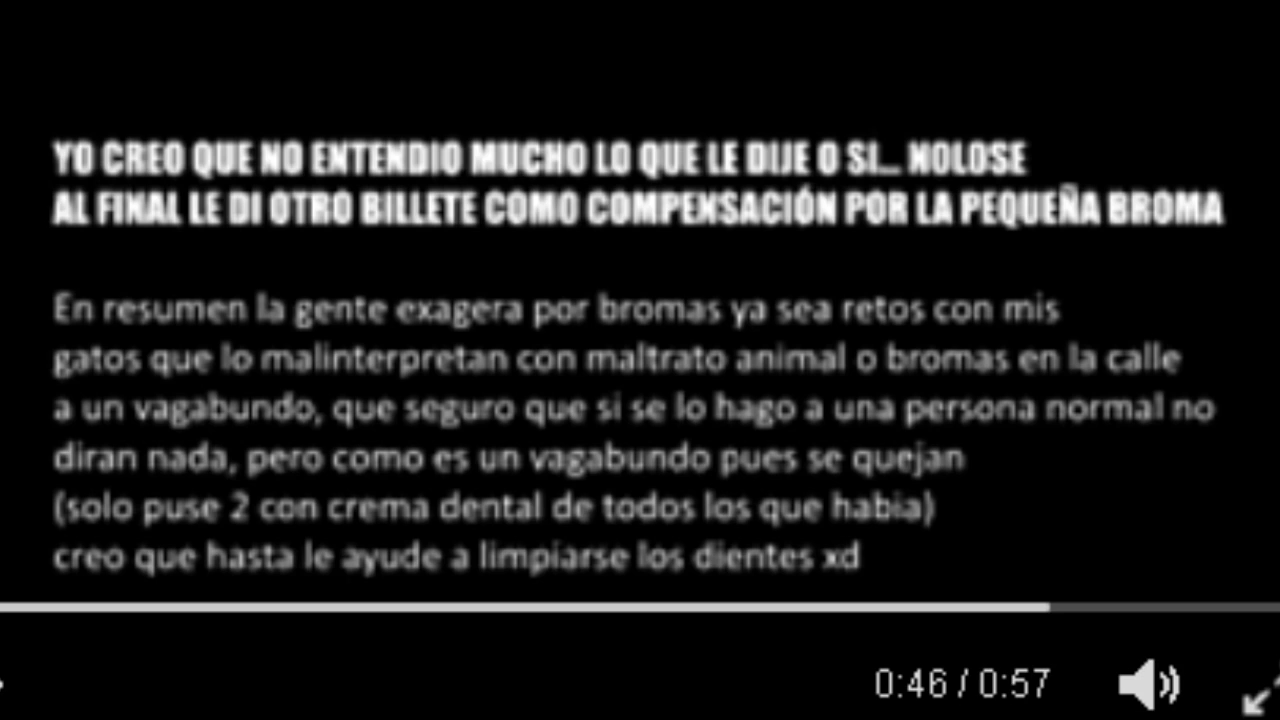 YO CREO QUE NO ENTENDIO MUCHO LO QUE LE DIJE O SI... NOLOSE
AL FINAL LE DI OTRO BILLETE COMO COMPENSACIÓN POR LA PEQUEÑA BROMA
En resumen la gente exagera por bromas ya sea retos con mis
gatos que lo malinterpretan con maltrato animal o bromas en la calle
a un vagabundo, que seguro que si se lo hago a una persona normal no
diran nada, pero como es un vagabundo pues se quejan
(solo puse 2 con crema dental de todos los que habia)
creo que hasta le ayude a limpiarse los dientes xd
0:46 / 0:57